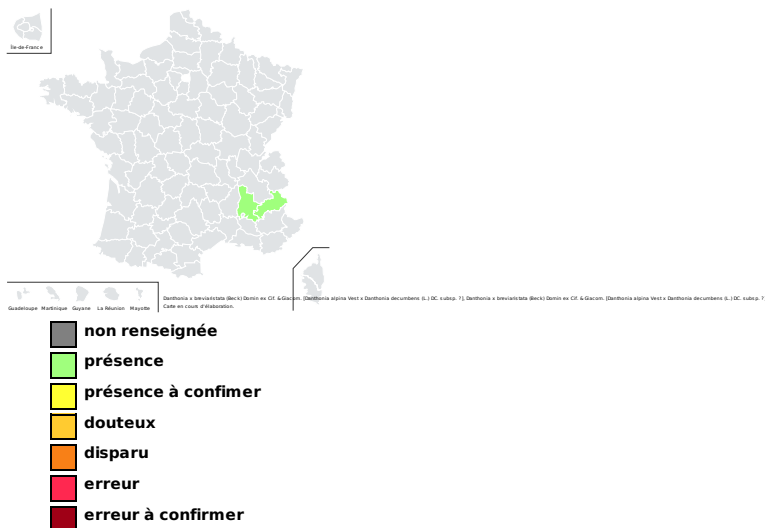 Île-de-France
Guadeloupe Martinique Guyane La Réunion Mayotte
Danthonia x breviaristata (Beck) Domin ex Cif. & Giacom. [Danthonia alpina Vest x Danthonia decumbens (L.) DC. subsp. ?], Danthonia x breviaristata (Beck) Domin ex Cif. & Giacom. [Danthonia alpina Vest x Danthonia decumbens (L.) DC. subsp. ?
Carte en cours d'élaboration.
non renseignée
présence
présence à confimer
douteux
disparu
erreur
erreur à confirmer